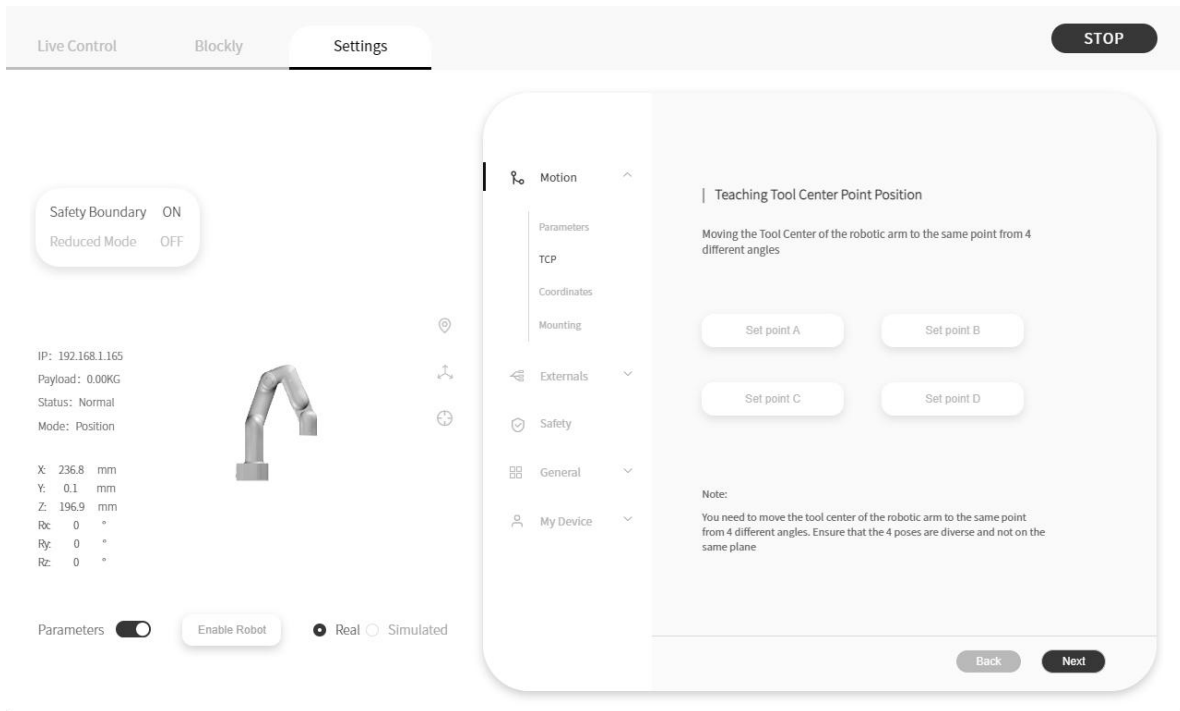 Live Control
Blockly
Settings
STOP
Safety Boundary ON
Reduced Mode OFF
IP: 192.168.1.165
Payload: 0.00KG
Status: Normal
Mode: Position
X: 236.8 mm
Y: 0.1 mm
Z: 196.9 mm
Rx: 0 °
Ry: 0 °
Rz: 0 °
Parameters
Enable Robot
Real
Simulated
Motion
Parameters
TCP
Coordinates
Mounting
Externals
Safety
General
My Device
Teaching Tool Center Point Position
Moving the Tool Center of the robotic arm to the same point from 4
different angles
Set point A
Set point B
Set point C
Set point D
Note:
You need to move the tool center of the robotic arm to the same point
from 4 different angles. Ensure that the 4 poses are diverse and not on the
same plane
Back
Next